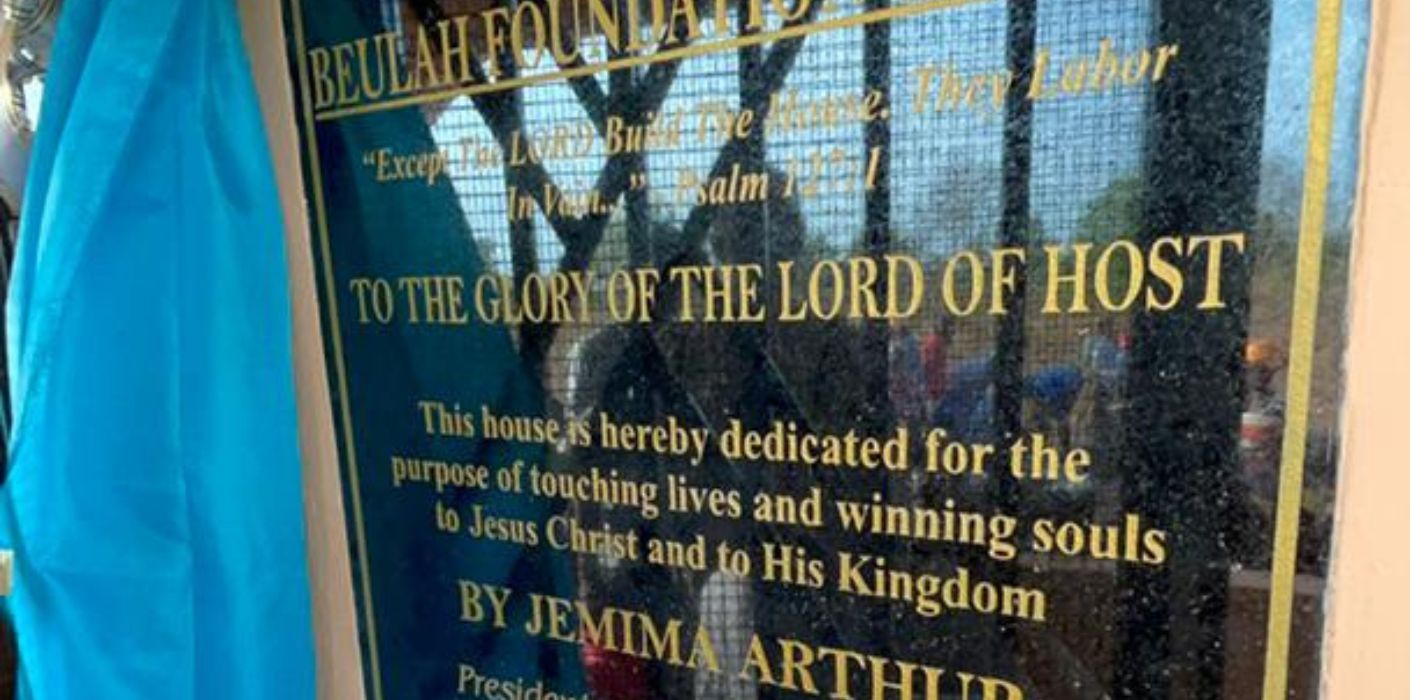 BEULAH FOUNDATION
"Except The LORD Build The House. They Labor
In Vain..." Psalm 127:1
TO THE GLORY OF THE LORD OF HOST
This house is hereby dedicated for the
purpose of touching lives and winning souls
to Jesus Christ and to His Kingdom
BY JEMIMA ARTHUR
President